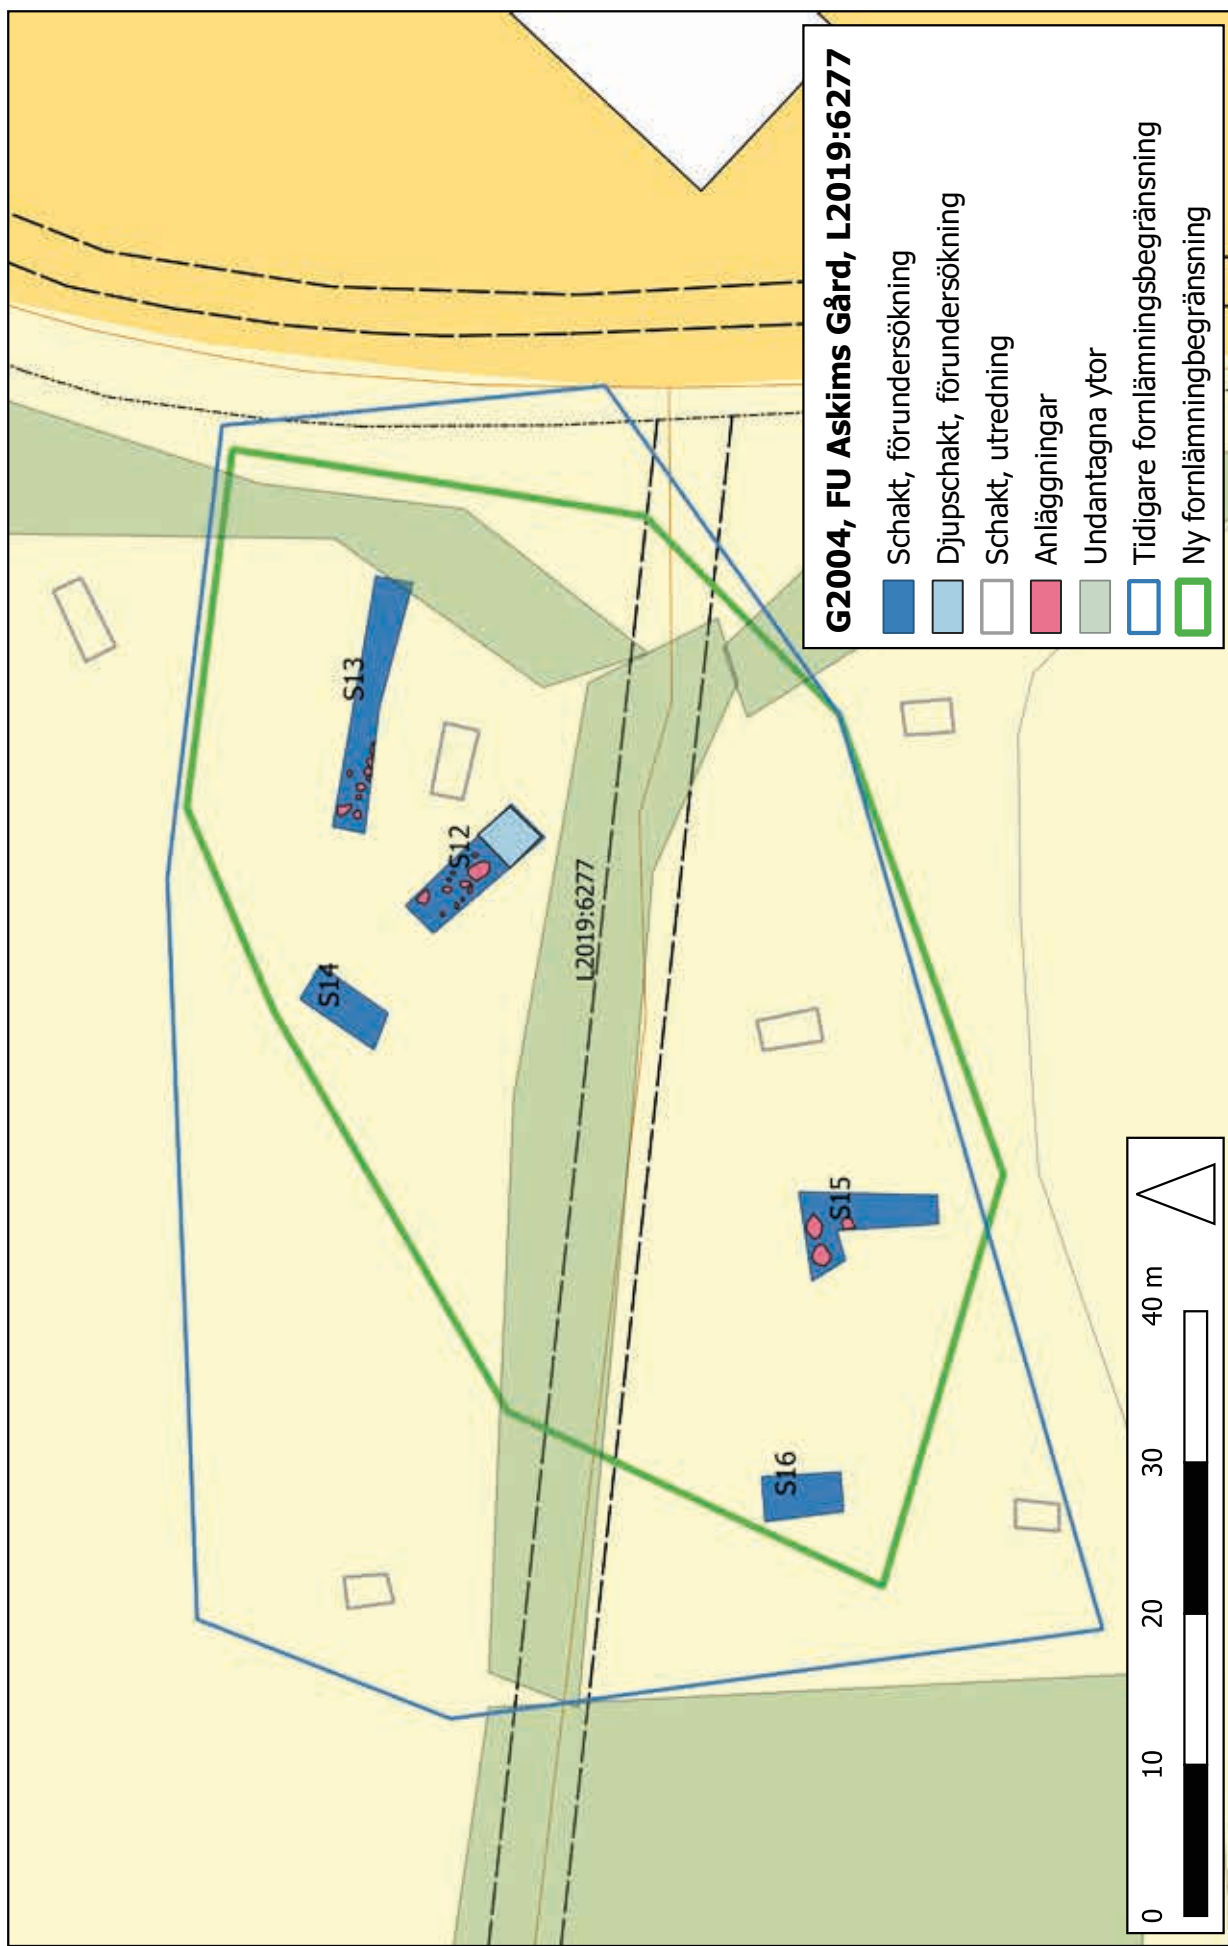 G2004, FU Askims Gård, L2019:6277
Schakt, förundersökning
Djupschakt, förundersökning
Schakt, utredning
Anläggningar
Undantagna ytor
Tidigare fornlämningsbegränsning
Ny fornlämningbegränsning
S13
S12
S14
L2019:6277
S15
S16
0 10 20 30 40 m